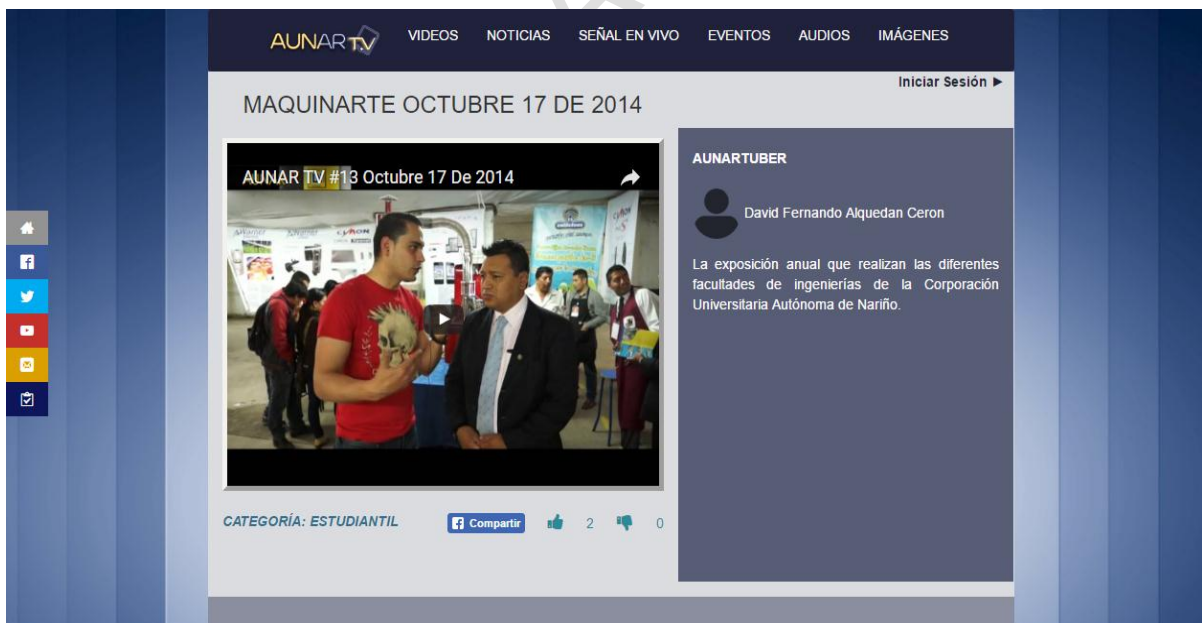 AUNAR TV
VIDEOS NOTICIAS SEÑAL EN VIVO EVENTOS AUDIOS IMÁGENES
Iniciar Sesión ►
MAQUINARTE OCTUBRE 17 DE 2014
AUNAR TV #13 Octubre 17 De 2014
CATEGORÍA: ESTUDIANTIL
Compartir
2
0
AUNARTUBER
David Fernando Alquedan Ceron
La exposición anual que realizan las diferentes
facultades de ingenierías de la Corporación
Universitaria Autónoma de Nariño.